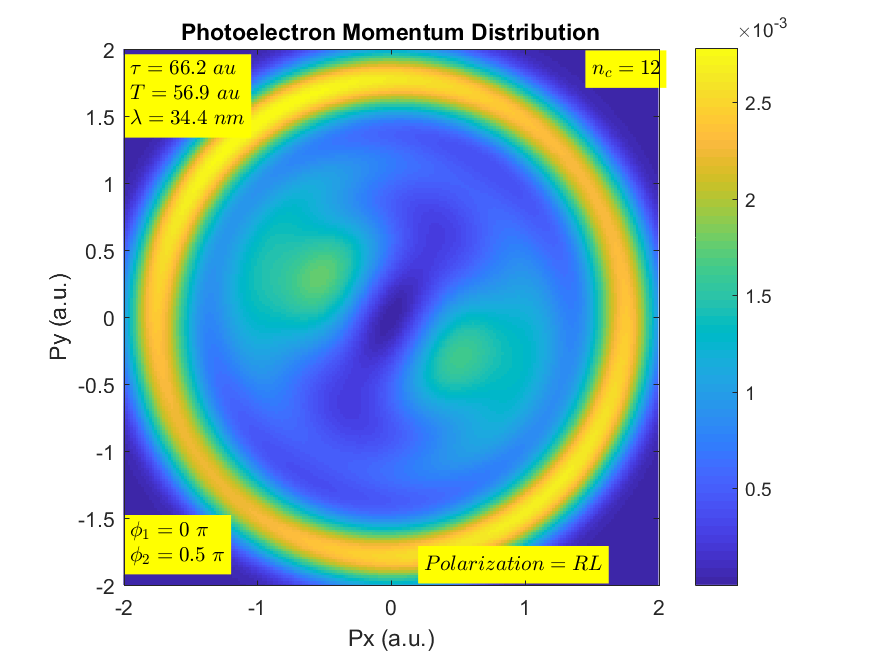 Photoelectron Momentum Distribution
×10⁻³
τ = 66.2 au
T = 56.9 au
λ = 34.4 nm
n_c = 12
ϕ₁ = 0 π
ϕ₂ = 0.5 π
Polarization = RL
2
1.5
1
0.5
0
-0.5
-1
-1.5
-2
Py (a.u.)
-2
-1
0
1
2
Px (a.u.)
2.5
2
1.5
1
0.5